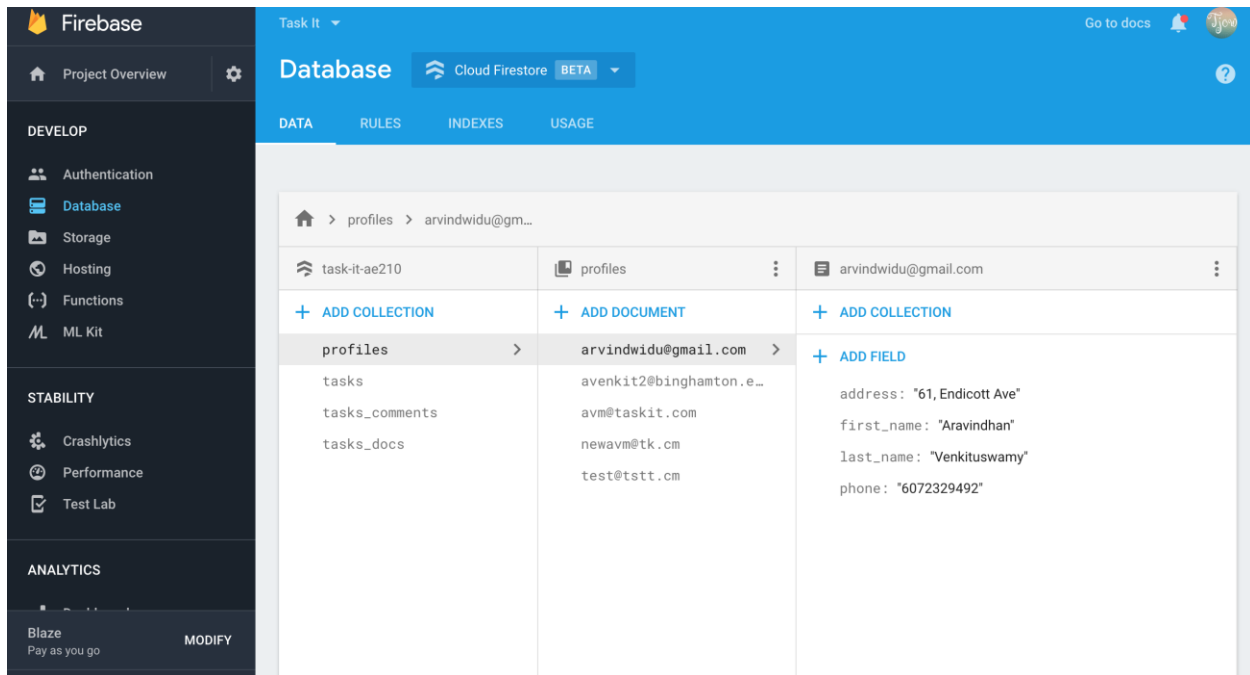 Firebase
Task It
Go to docs
Project Overview
Database
Cloud Firestore BETA
DATA RULES INDEXES USAGE
DEVELOP
Authentication
Database
Storage
Hosting
Functions
ML Kit
STABILITY
Crashlytics
Performance
Test Lab
ANALYTICS
Blaze
Pay as you go
MODIFY
profiles > arvindwidu@gm...
task-it-ae210
ADD COLLECTION
profiles
tasks
tasks_comments
tasks_docs
profiles
ADD DOCUMENT
arvindwidu@gmail.com
avenkit2@binghamton.e...
avm@taskit.com
newavm@tk.cm
test@tstt.cm
arvindwidu@gmail.com
ADD COLLECTION
ADD FIELD
address: "61, Endicott Ave"
first_name: "Aravindhan"
last_name: "Venkituswamy"
phone: "6072329492"